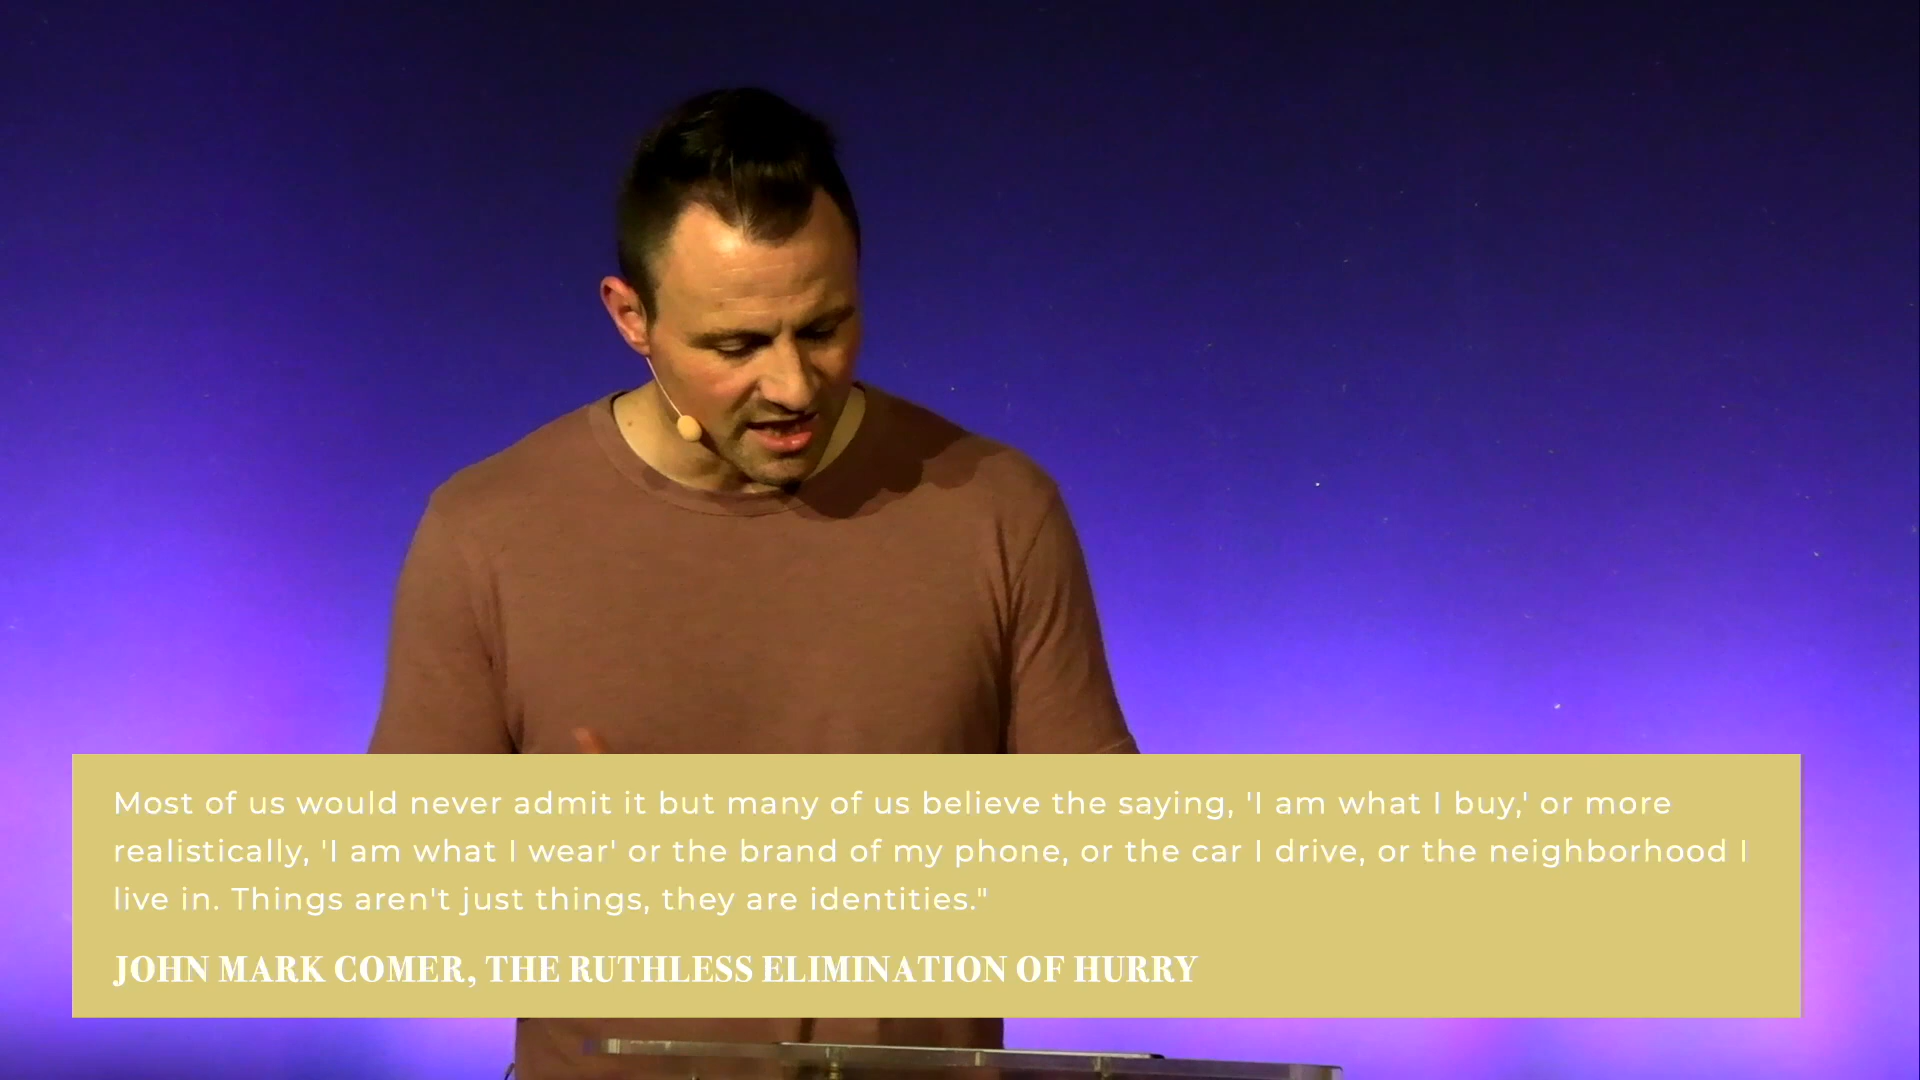 Most of us would never admit it but many of us believe the saying, 'I am what I buy,' or more
realistically, 'I am what I wear' or the brand of my phone, or the car I drive, or the neighborhood I
live in. Things aren't just things, they are identities."
JOHN MARK COMER, THE RUTHLESS ELIMINATION OF HURRY